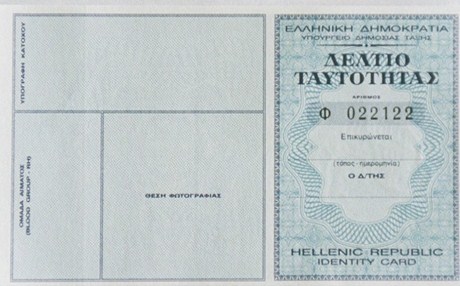 ΥΠΟΓΡΑΦΗ ΚΑΤΟΧΟΥ
ΟΜΑΔΑ ΑΙΜΑΤΟΣ
(BLOOD GROUP - RH)
ΘΕΣΗ ΦΩΤΟΓΡΑΦΙΑΣ
ΕΛΛΗΝΙΚΗ ΔΗΜΟΚΡΑΤΙΑ
ΥΠΟΥΡΓΕΙΟ ΔΗΜΟΣΙΑΣ ΤΑΞΗΣ
ΔΕΛΤΙΟ
ΤΑΥΤΟΤΗΤΑΣ
ΑΡΙΘΜΟΣ
Φ 022122
Επικυρώνεται
(τόπος - ημερομηνία)
Ο Δ/ΤΗΣ
HELLENIC REPUBLIC
IDENTITY CARD